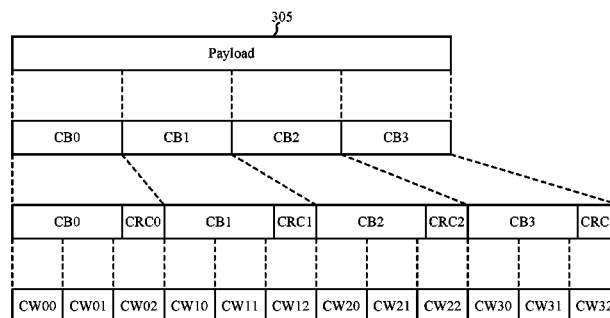 305
Payload
CB0 CB1 CB2 CB3
CB0 CRC0 CB1 CRC1 CB2 CRC2 CB3 CRC
CW00 CW01 CW02 CW10 CW11 CW12 CW20 CW21 CW22 CW30 CW31 CW32